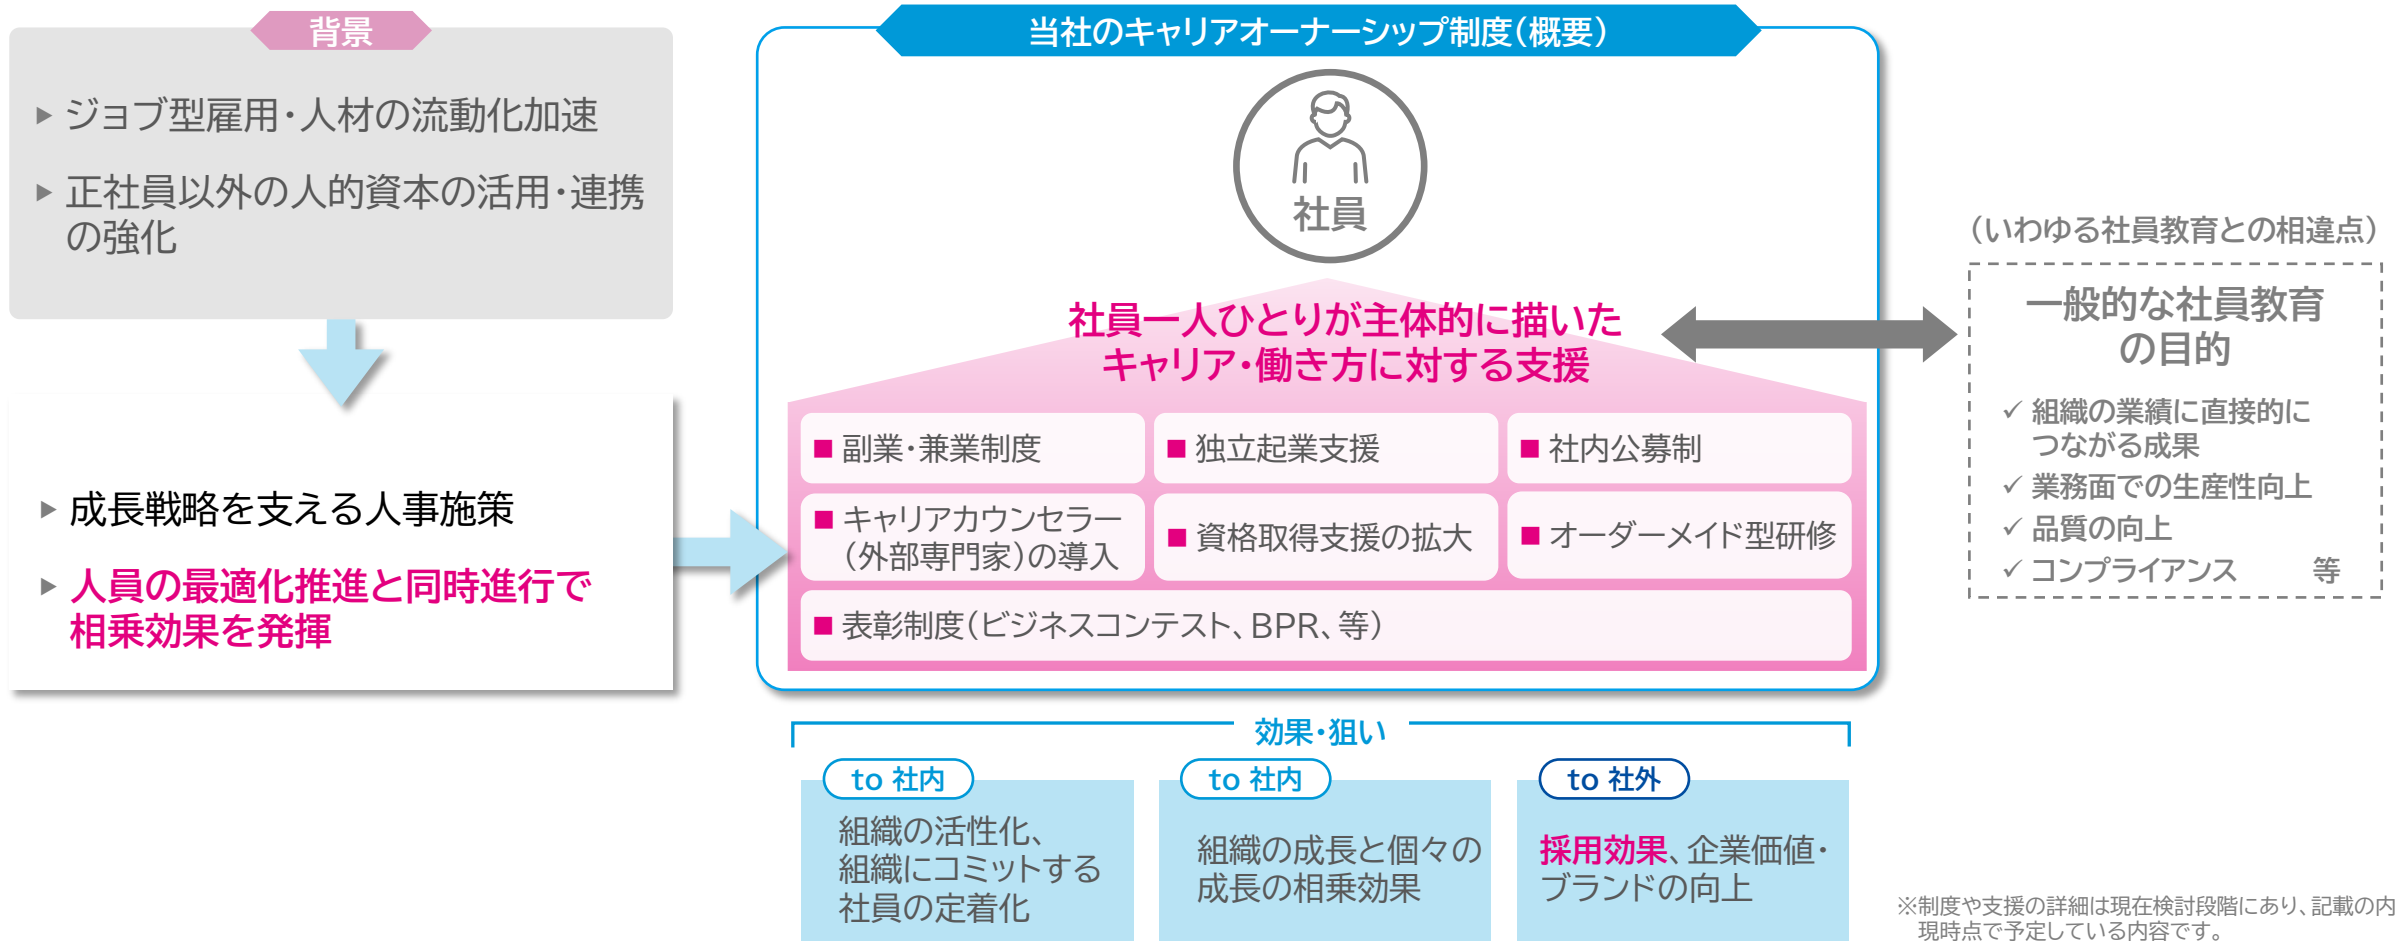 背景
▶ ジョブ型雇用・人材の流動化加速
▶ 正社員以外の人的資本の活用・連携
の強化
▶ 成長戦略を支える人事施策
▶ 人員の最適化推進と同時進行で
相乗効果を発揮
当社のキャリアオーナーシップ制度(概要)
社員
社員一人ひとりが主体的に描いた
キャリア・働き方に対する支援
■ 副業・兼業制度
■ 独立起業支援
■ 社内公募制
■ キャリアカウンセラー
(外部専門家)の導入
■ 資格取得支援の拡大
■ オーダーメイド型研修
■ 表彰制度(ビジネスコンテスト、BPR、等)
(いわゆる社員教育との相違点)
一般的な社員教育
の目的
✓ 組織の業績に直接的に
つながる成果
✓ 業務面での生産性向上
✓ 品質の向上
✓ コンプライアンス 等
効果・狙い
to 社内
組織の活性化、
組織にコミットする
社員の定着化
to 社内
組織の成長と個々の
成長の相乗効果
to 社外
採用効果、企業価値・
ブランドの向上
※制度や支援の詳細は現在検討段階にあり、記載の内
現時点で予定している内容です。